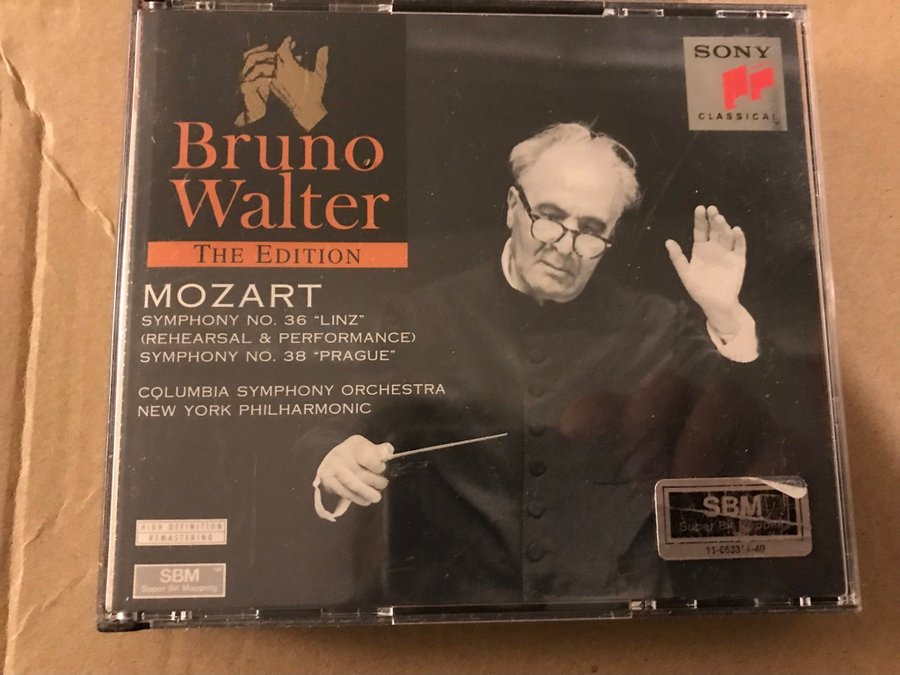 Bruno
Walter
THE EDITION
MOZART
SYMPHONY NO. 36 "LINZ"
(REHEARSAL & PERFORMANCE)
SYMPHONY NO. 38 "PRAGUE"
COLUMBIA SYMPHONY ORCHESTRA
NEW YORK PHILHARMONIC
SONY
CLASSICAL
HIGH DEFINITION
REMASTERING
SBM™
Super Bit Mapping
SBM
Super Bit Mapping